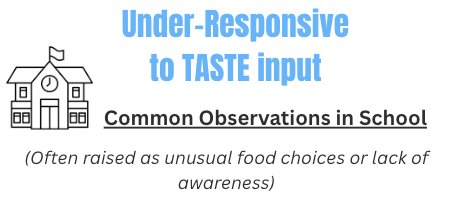 Under-Responsive
to TASTE input
Common Observations in School
(Often raised as unusual food choices or lack of
awareness)